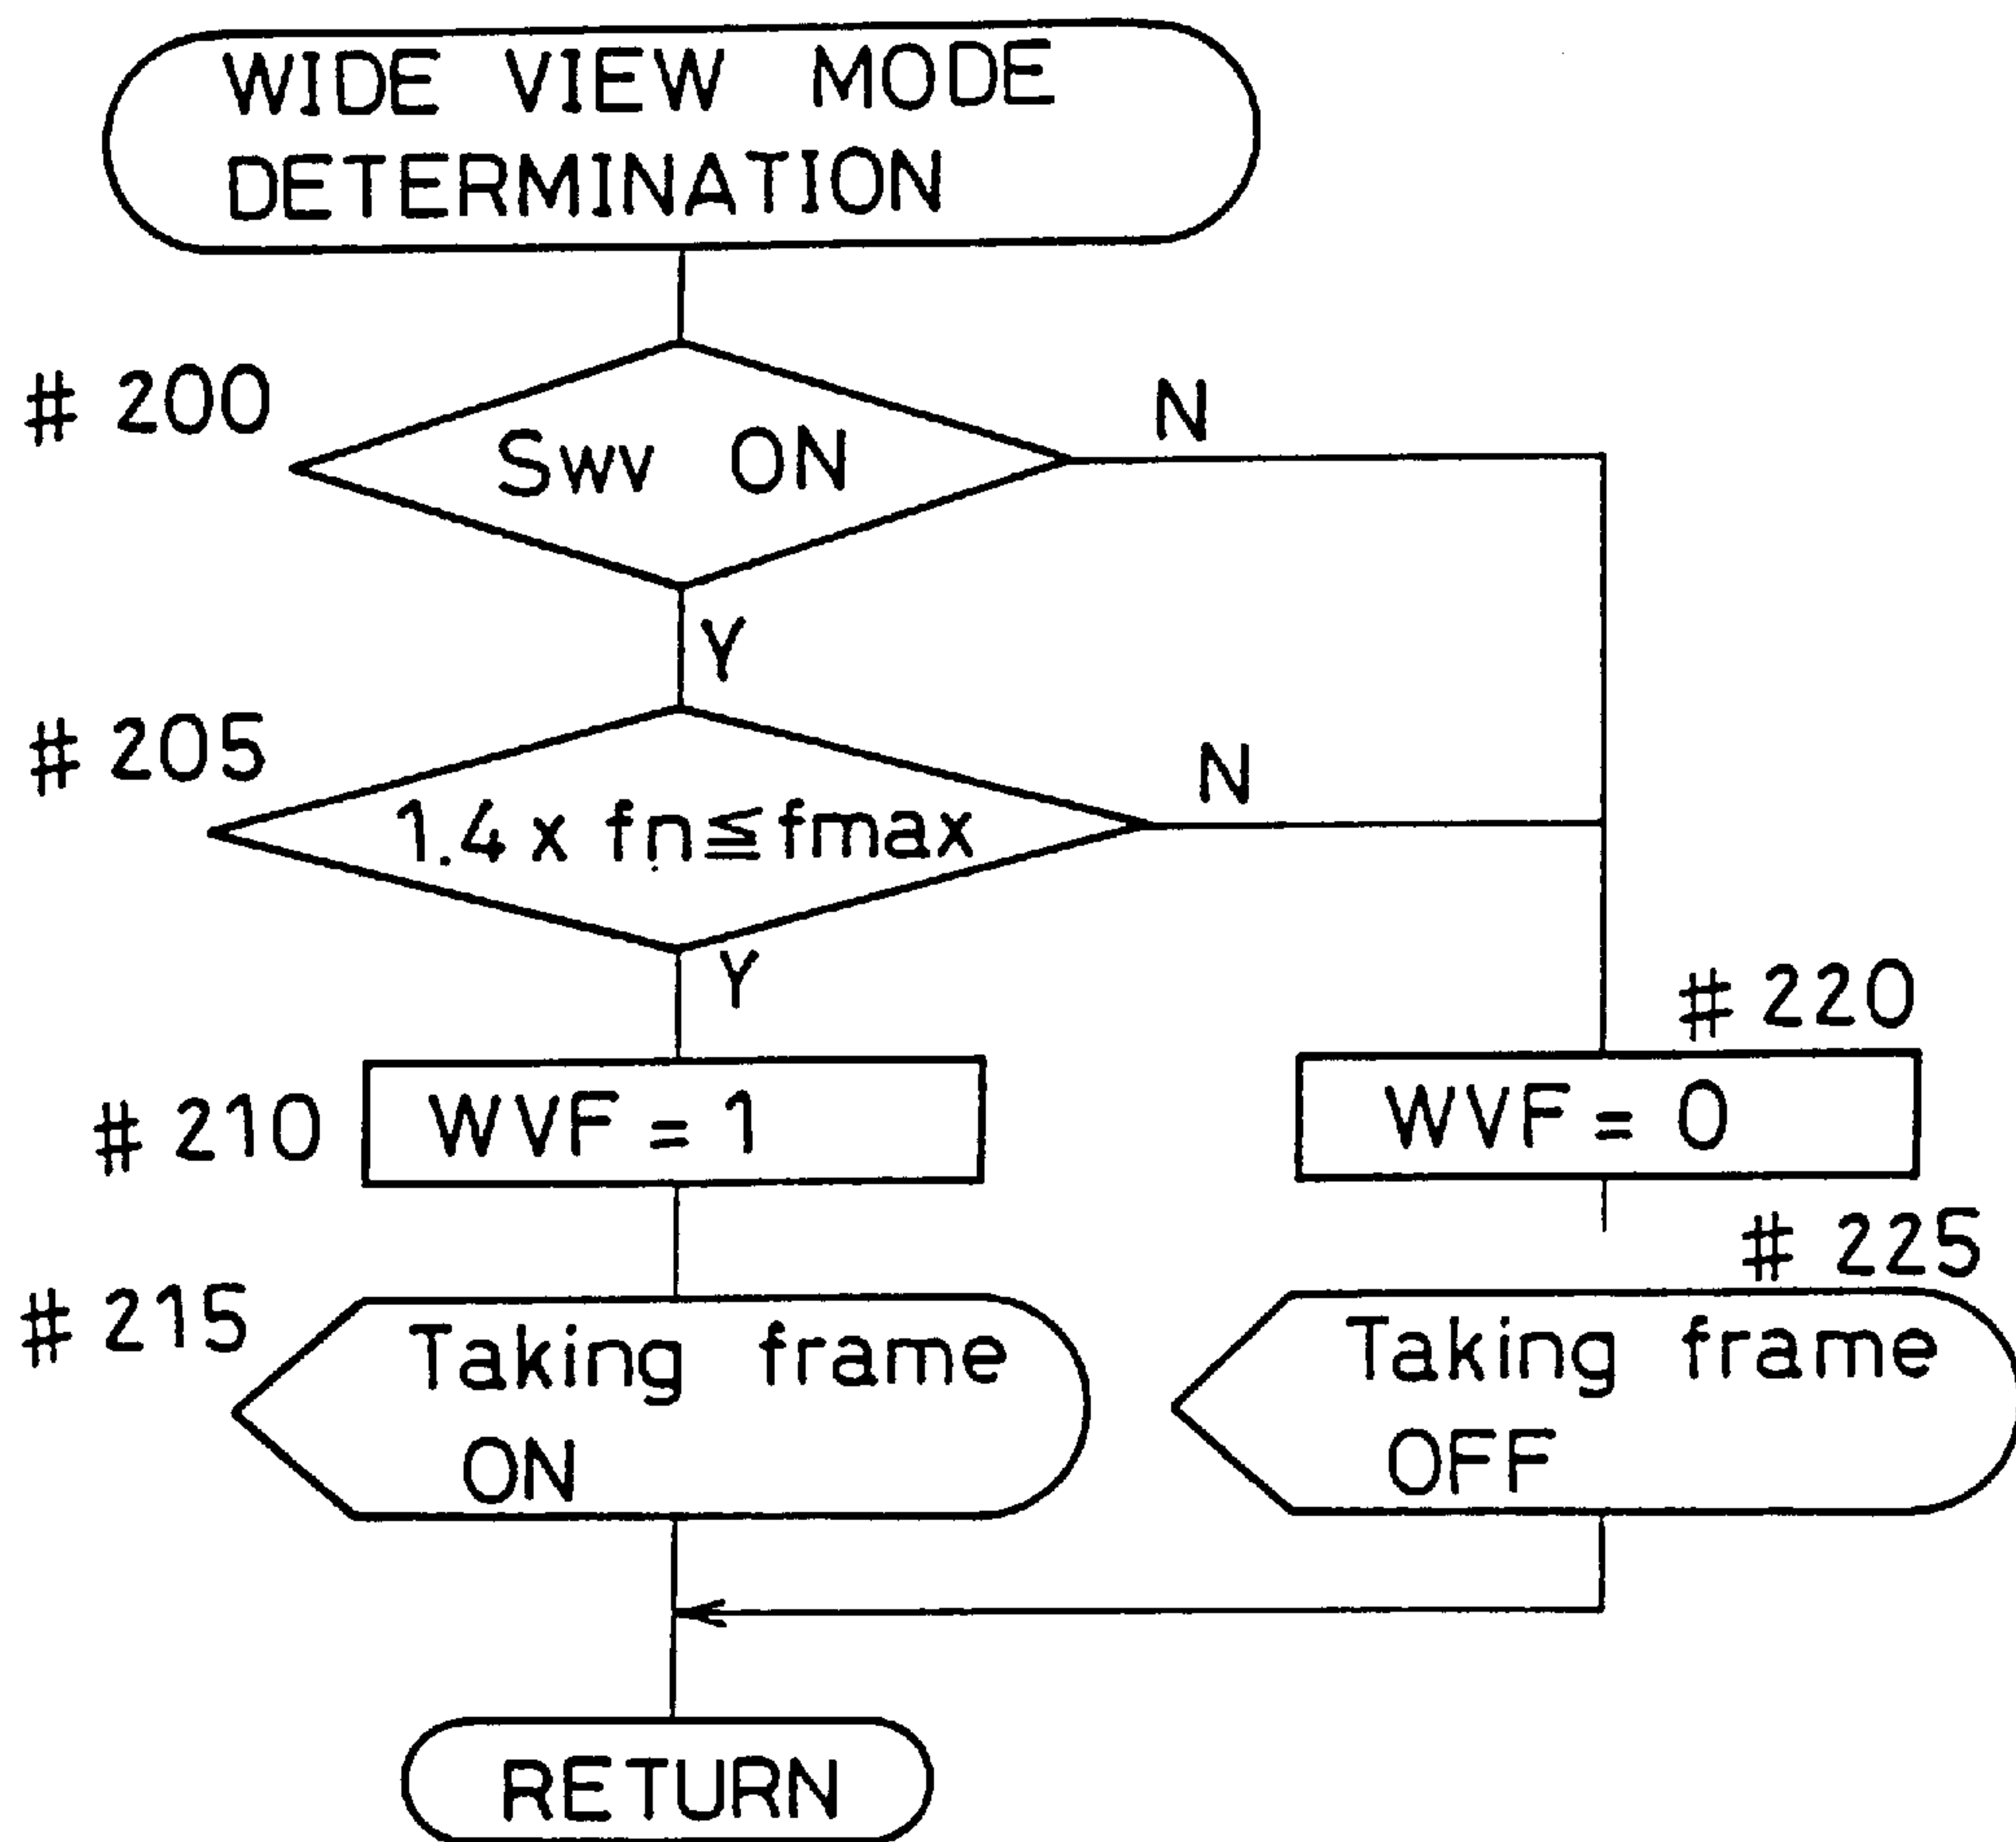 WIDE VIEW MODE
DETERMINATION
# 200
Swv ON
N
Y
# 205
1.4 x fn≦fmax
N
Y
# 210
WVF = 1
# 220
WVF = 0
# 215
Taking frame
ON
# 225
Taking frame
OFF
RETURN